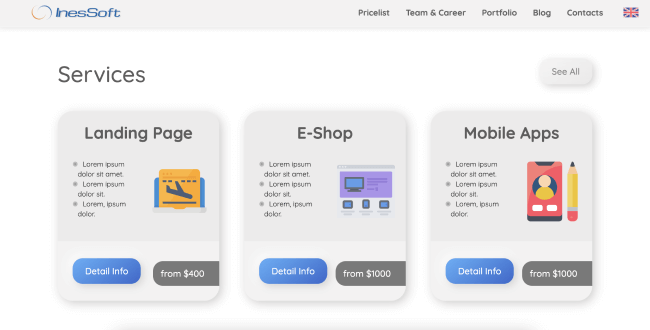 InesSoft
Pricelist Team & Career Portfolio Blog Contacts
Services
See All
Landing Page
Lorem ipsum
dolor sit amet.
Lorem ipsum
dolor sit.
Lorem, ipsum
dolor.
Detail Info
from $400
E-Shop
Lorem ipsum
dolor sit amet.
Lorem ipsum
dolor sit.
Lorem, ipsum
dolor.
Detail Info
from $1000
Mobile Apps
Lorem ipsum
dolor sit amet.
Lorem ipsum
dolor sit.
Lorem, ipsum
dolor.
Detail Info
from $1000